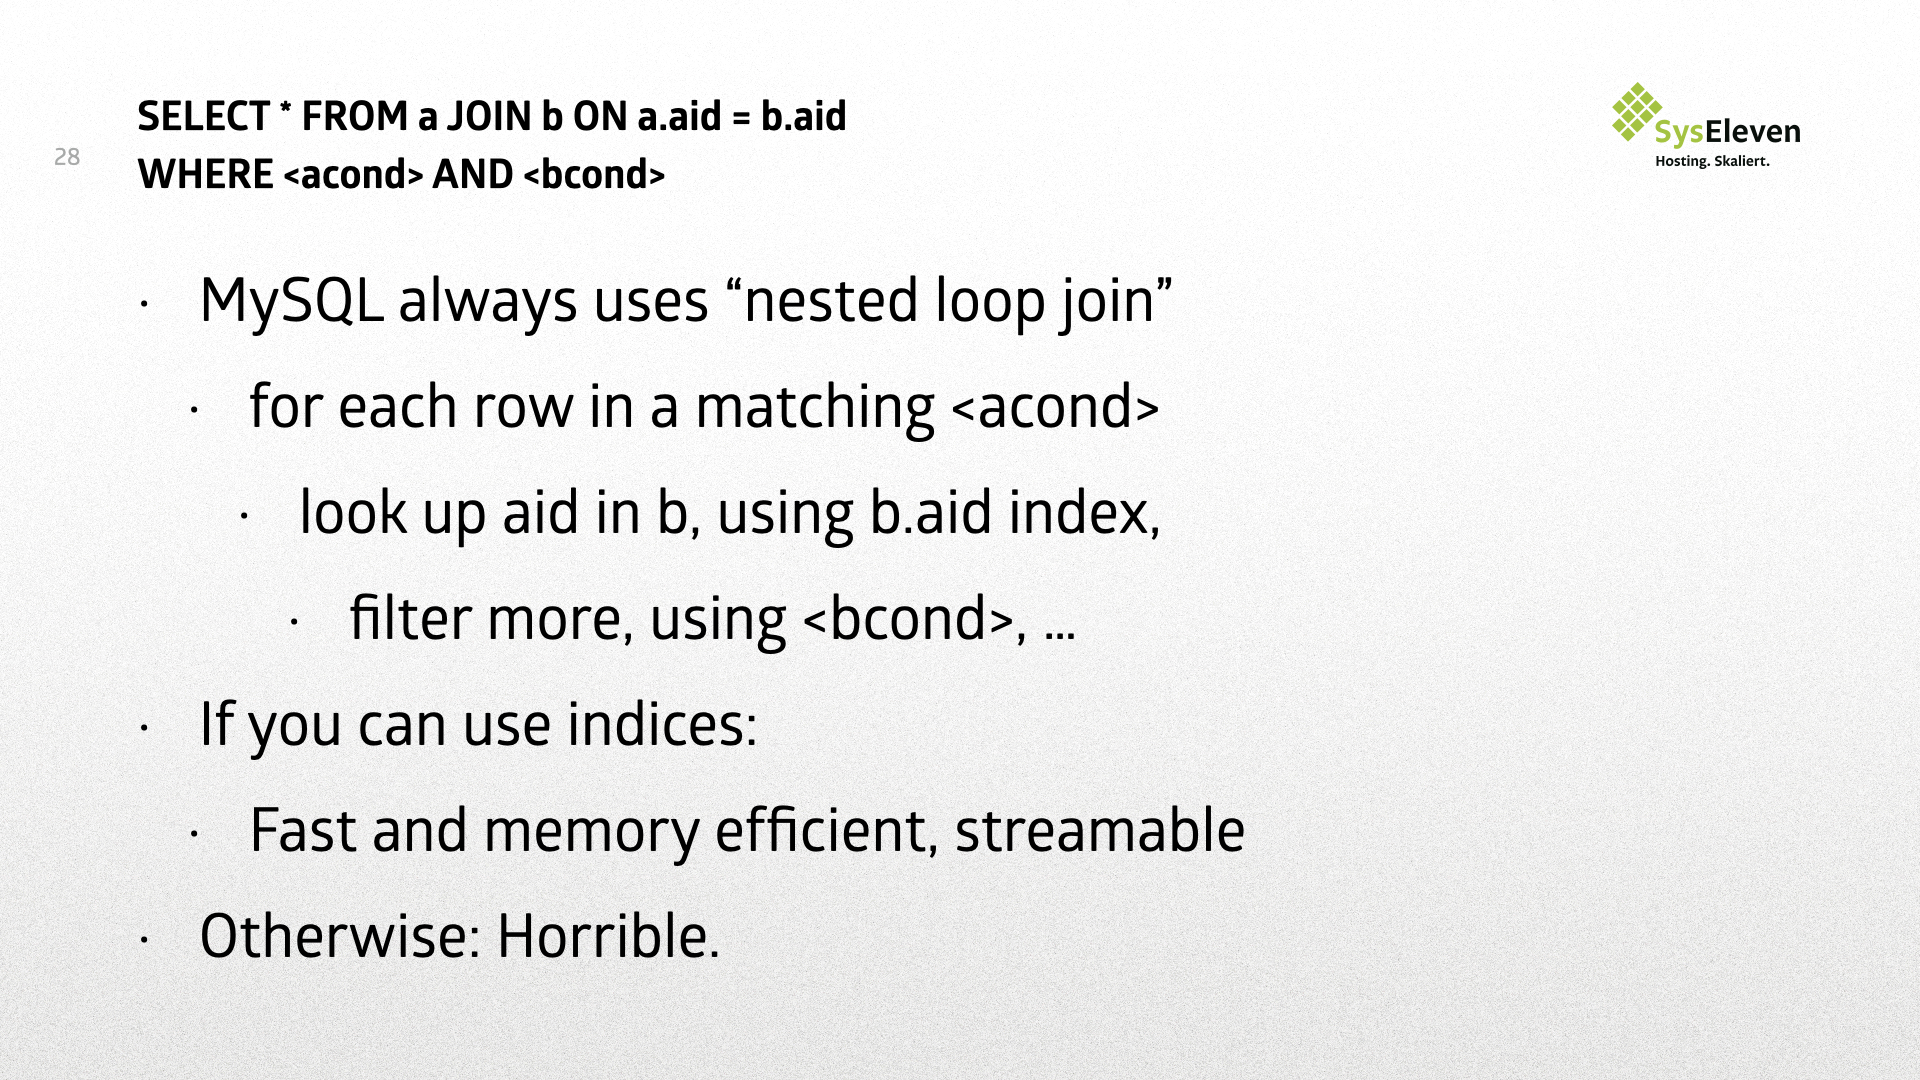 SELECT * FROM a JOIN b ON a.aid = b.aid
WHERE <acond> AND <bcond>
28
SysEleven
Hosting. Skaliert.
· MySQL always uses “nested loop join”
· for each row in a matching <acond>
· look up aid in b, using b.aid index,
· filter more, using <bcond>, …
· If you can use indices:
· Fast and memory efficient, streamable
· Otherwise: Horrible.